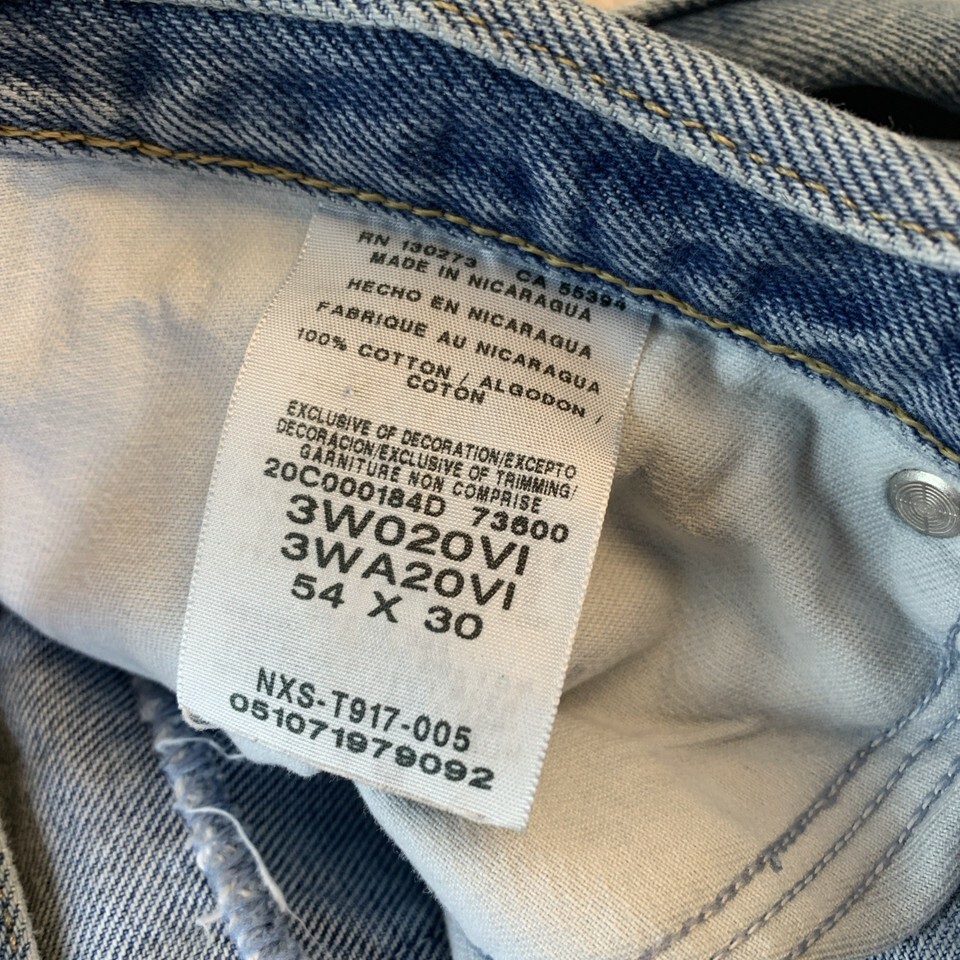 RN 130273 CA 55394
MADE IN NICARAGUA
HECHO EN NICARAGUA
FABRIQUE AU NICARAGUA
100% COTTON / ALGODON /
COTON
EXCLUSIVE OF DECORATION/EXCEPTO
DECORACION/EXCLUSIVE OF TRIMMING/
GARNITURE NON COMPRISE
20C000184D 73600
3W020VI
3WA20VI
54 X 30
NXS-T917-005
051071979092